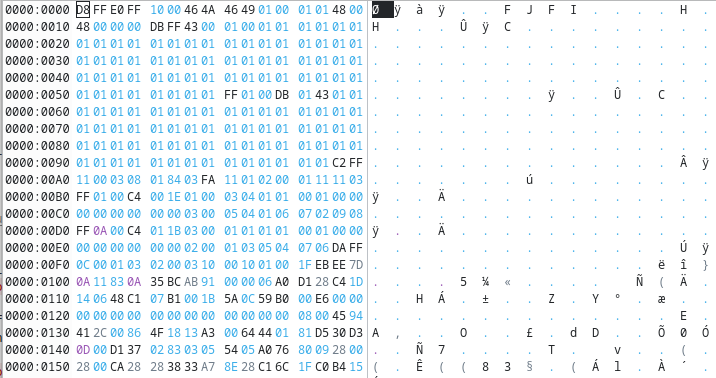 0000:0000 D8 FF E0 FF 10 00 46 4A 46 49 01 00 01 01 48 00 Ø ÿ à ÿ . . F J F I . . . . H .
0000:0010 48 00 00 00 DB FF 43 00 01 00 01 01 01 01 01 01 H . . . Û ÿ C . . . . . . . . .
0000:0020 01 01 01 01 01 01 01 01 01 01 01 01 01 01 01 01 . . . . . . . . . . . . . . . .
0000:0030 01 01 01 01 01 01 01 01 01 01 01 01 01 01 01 01 . . . . . . . . . . . . . . . .
0000:0040 01 01 01 01 01 01 01 01 01 01 01 01 01 01 01 01 . . . . . . . . . . . . . . . .
0000:0050 01 01 01 01 01 01 01 01 FF 01 00 DB 01 43 01 01 . . . . . . . . ÿ . . Û . C . .
0000:0060 01 01 01 01 01 01 01 01 01 01 01 01 01 01 01 01 . . . . . . . . . . . . . . . .
0000:0070 01 01 01 01 01 01 01 01 01 01 01 01 01 01 01 01 . . . . . . . . . . . . . . . .
0000:0080 01 01 01 01 01 01 01 01 01 01 01 01 01 01 01 01 . . . . . . . . . . . . . . . .
0000:0090 01 01 01 01 01 01 01 01 01 01 01 01 01 01 C2 FF . . . . . . . . . . . . . . Â ÿ
0000:00A0 11 00 03 08 01 84 03 FA 11 01 02 00 01 11 11 03 . . . . . . . ú . . . . . . . .
0000:00B0 FF 01 00 C4 00 1E 01 00 03 04 01 01 00 01 00 00 ÿ . . Ä . . . . . . . . . . . .
0000:00C0 00 00 00 00 00 00 03 00 05 04 01 06 07 02 09 08 . . . . . . . . . . . . . . . .
0000:00D0 FF 0A 00 C4 01 1B 03 00 01 01 01 01 01 00 00 00 ÿ . . Ä . . . . . . . . . . . .
0000:00E0 00 00 00 00 00 00 02 00 01 03 05 04 07 06 DA FF . . . . . . . . . . . . . . Ú ÿ
0000:00F0 0C 00 01 03 02 00 03 10 00 10 01 00 1F EB EE 7D . . . . . . . . . . . . . ë î }
0000:0100 0A 11 83 0A 35 BC AB 91 00 00 06 A0 D1 28 C4 1D . . . . 5 ¼ « . . . . . Ñ ( Ä .
0000:0110 14 06 48 C1 07 B1 00 1B 5A 0C 59 B0 00 E6 00 00 . . H Á . ± . . Z . Y ° . æ . .
0000:0120 00 00 00 00 00 00 00 00 00 00 00 00 00 00 45 94 . . . . . . . . . . . . . . E .
0000:0130 41 2C 00 86 4F 18 13 A3 00 64 44 01 81 D5 30 D3 A , . . O . . £ . d D . . Õ 0 Ó
0000:0140 0D 00 D1 37 02 83 03 05 54 05 A0 76 80 09 28 00 . . Ñ 7 . . . . T . . v . . ( .
0000:0150 28 00 CA 28 28 38 33 A7 8E 28 C1 6C 1F C0 B4 15 ( . Ê ( ( 8 3 § . ( Á l . À ´ .